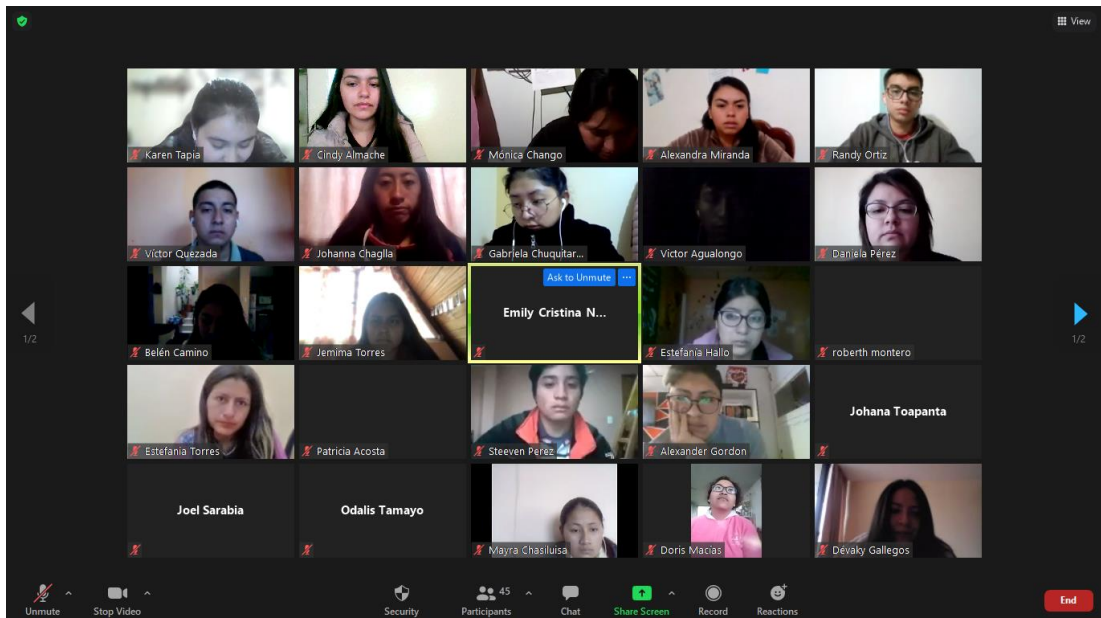 View
Karen Tapia
Cindy Almache
Mónica Chango
Alexandra Miranda
Randy Ortiz
Víctor Quezada
Johanna Chaglla
Gabriela Chuquitar...
Victor Agualongo
Daniela Pérez
Ask to Unmute ...
Emily Cristina N...
1/2
1/2
Belén Camino
Jemima Torres
Estefanía Hallo
roberth montero
Johana Toapanta
Estefania Torres
Patricia Acosta
Steeven Perez
Alexander Gordon
Joel Sarabia
Odalis Tamayo
Mayra Chasiluisa
Doris Macías
Dévaky Gallegos
45
Unmute
Stop Video
Security
Participants
Chat
Share Screen
Record
Reactions
End